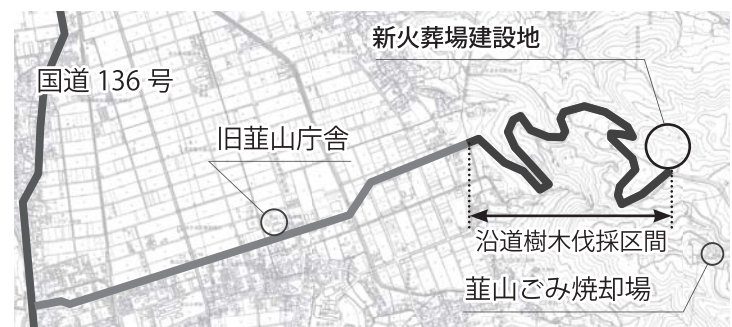 新火葬場建設地
国道 136 号
旧韮山庁舎
沿道樹木伐採区間
韮山ごみ焼却場